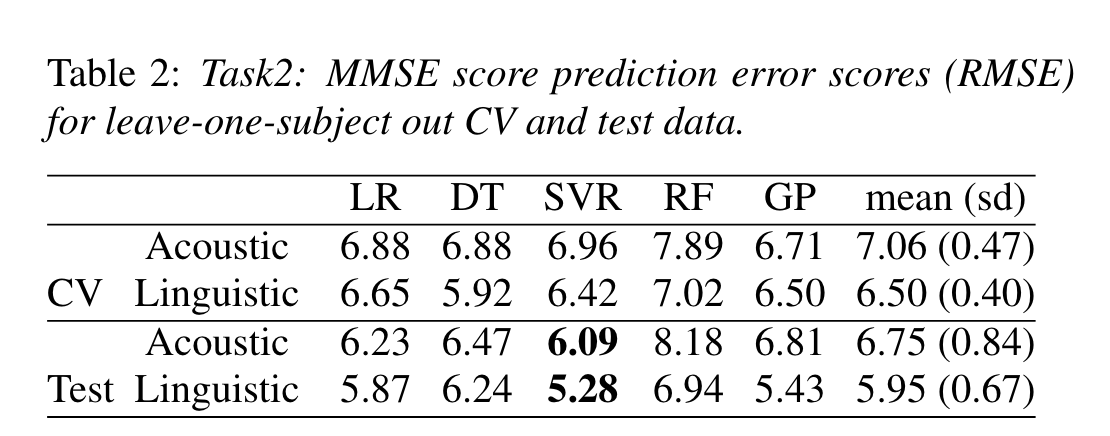 Table 2: Task2: MMSE score prediction error scores (RMSE)
for leave-one-subject out CV and test data.
LR DT SVR RF GP mean (sd)
Acoustic 6.88 6.88 6.96 7.89 6.71 7.06 (0.47)
CV Linguistic 6.65 5.92 6.42 7.02 6.50 6.50 (0.40)
Acoustic 6.23 6.47 6.09 8.18 6.81 6.75 (0.84)
Test Linguistic 5.87 6.24 5.28 6.94 5.43 5.95 (0.67)